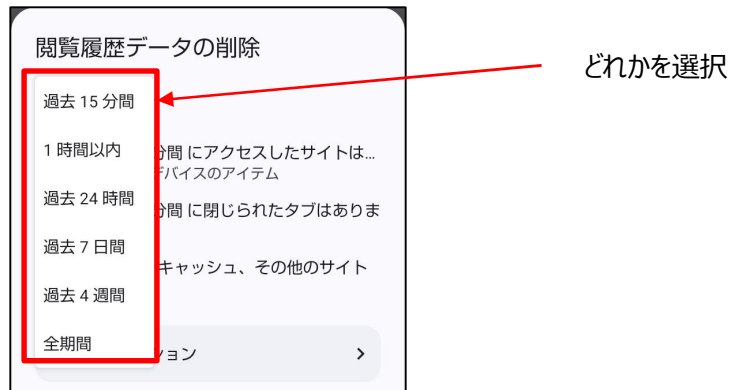 閲覧履歴データの削除
どれかを選択
過去 15 分間
1 時間以内
分間 にアクセスしたサイトは...
デバイスのアイテム
過去 24 時間
分間 に閉じられたタブはありま
過去 7 日間
キャッシュ、その他のサイト
過去 4 週間
全期間
ション